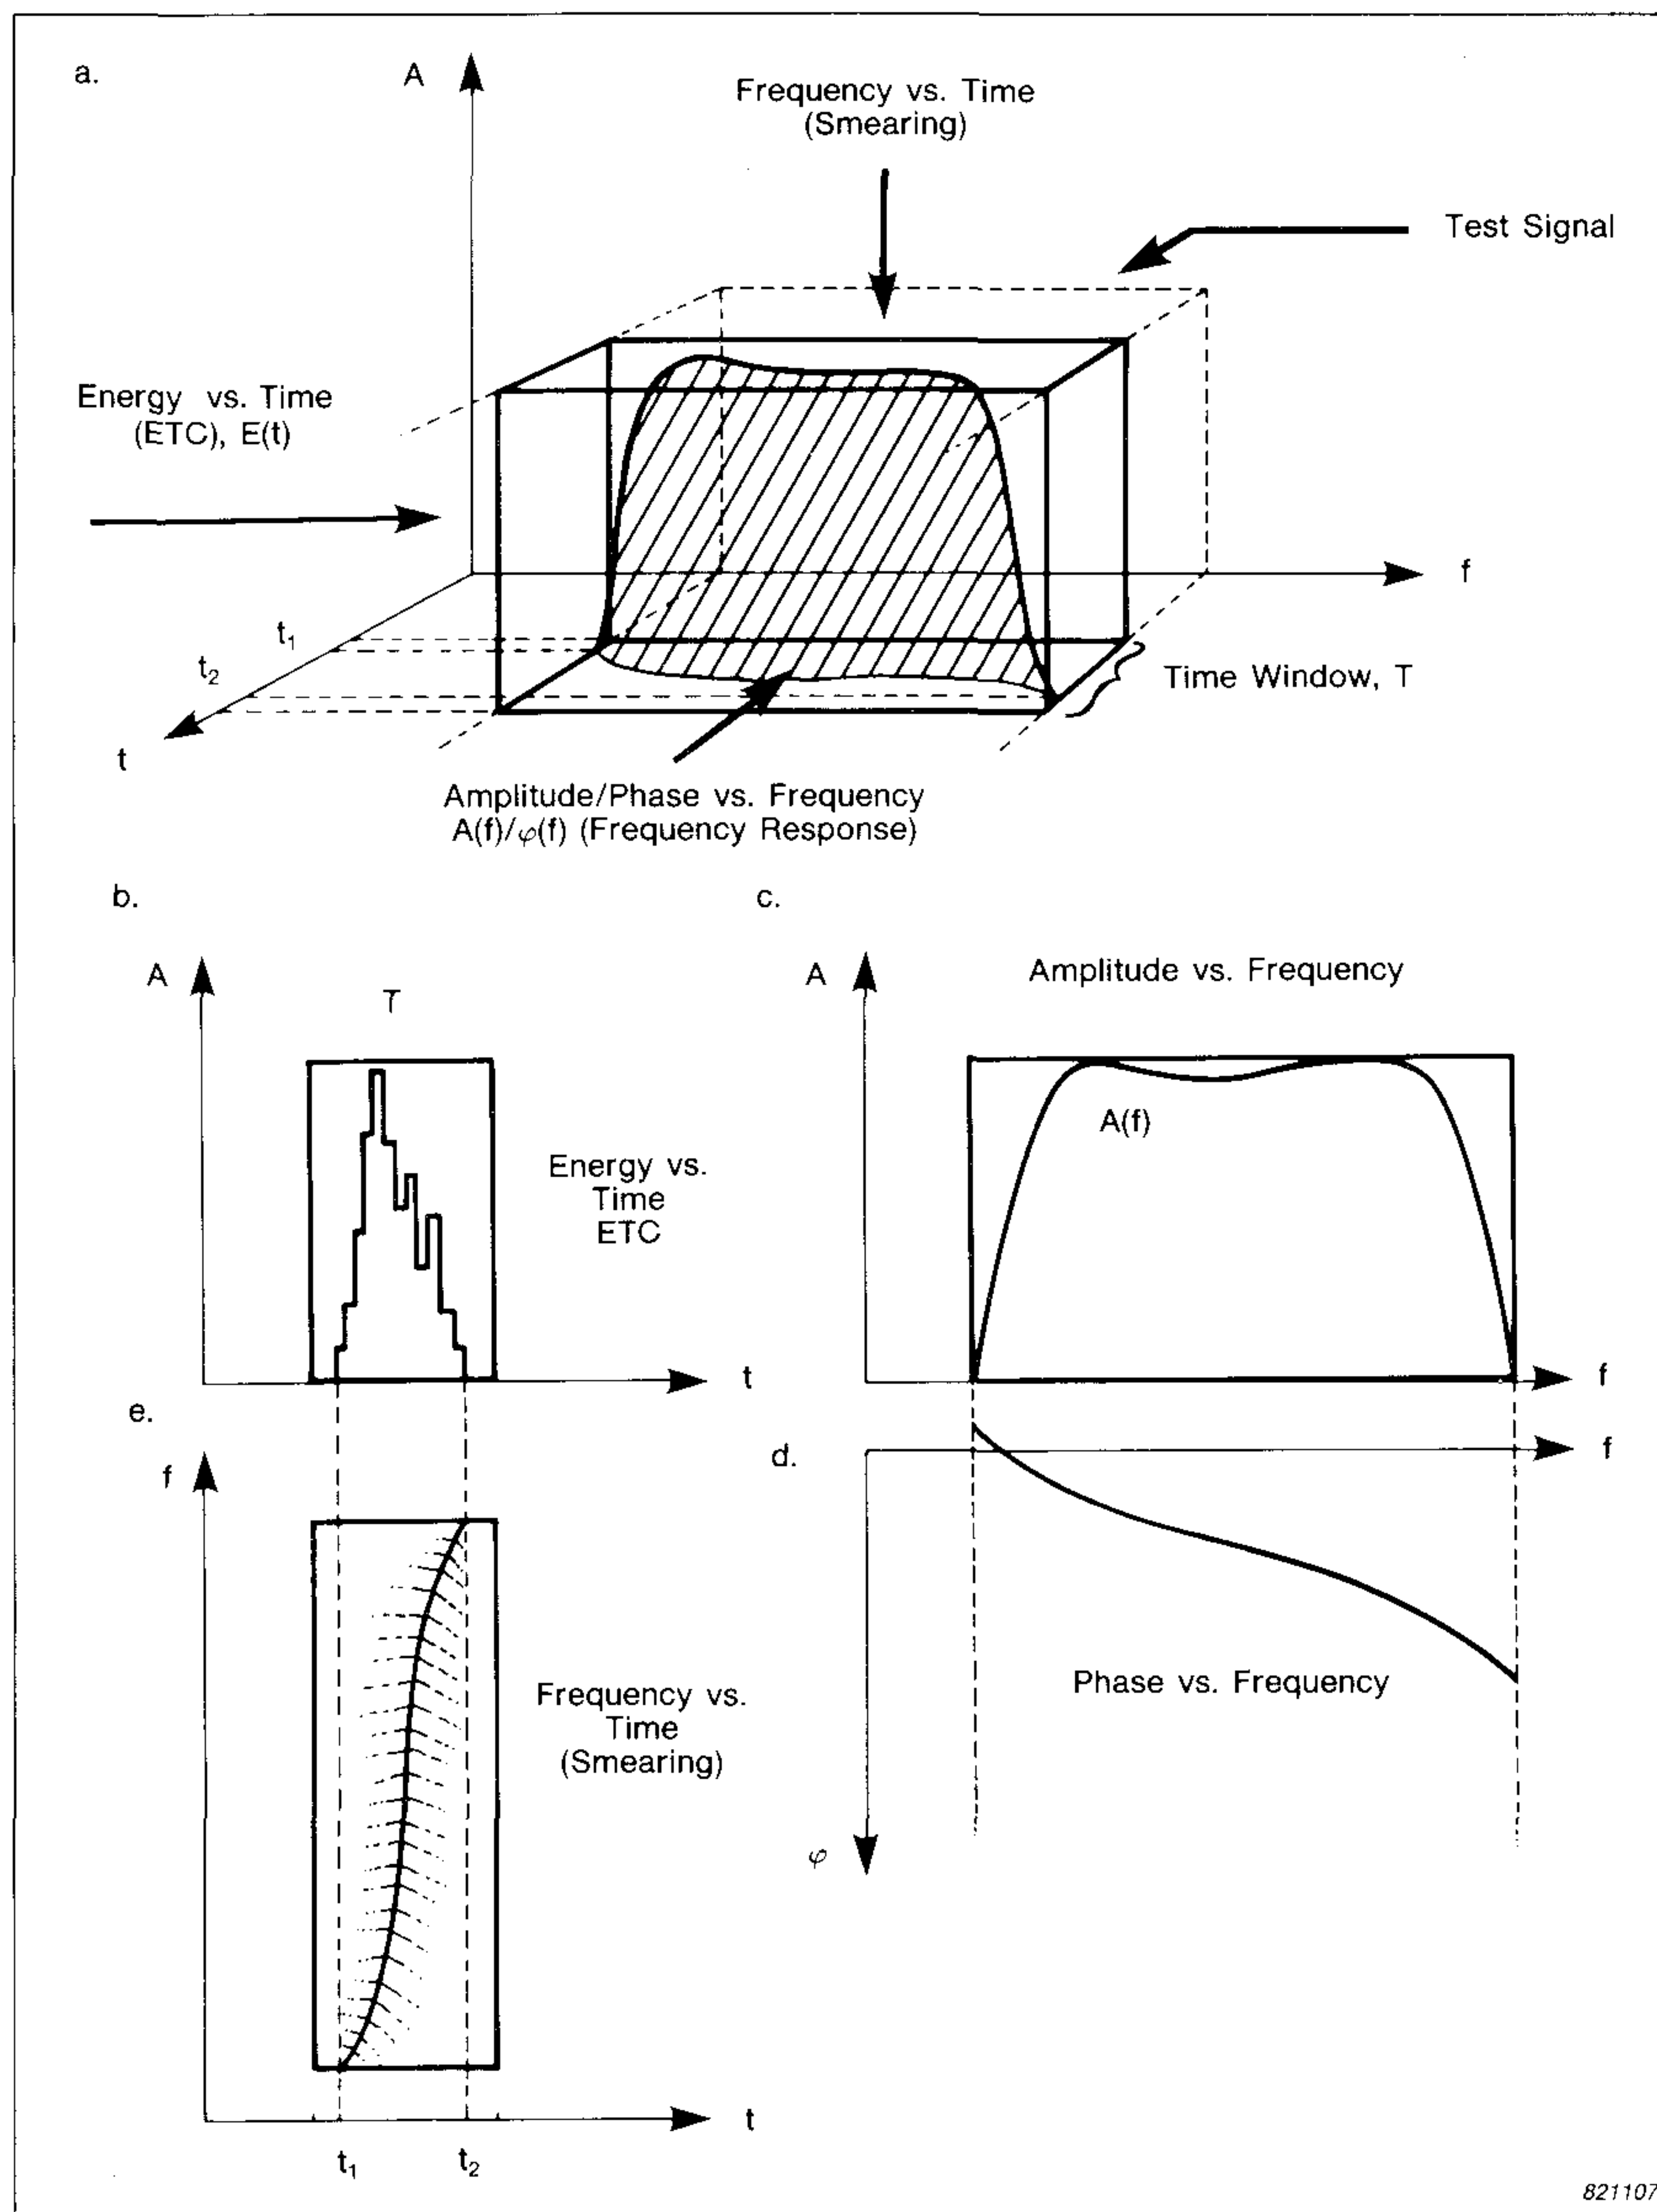 a.
A
Frequency vs. Time
(Smearing)
Test Signal
Energy vs. Time
(ETC), E(t)
f
t₁
t₂
Time Window, T
t
Amplitude/Phase vs. Frequency
A(f)/φ(f) (Frequency Response)
b.
A
T
Energy vs.
Time
ETC
t
c.
A
Amplitude vs. Frequency
A(f)
f
d.
f
Phase vs. Frequency
φ
e.
f
Frequency vs.
Time
(Smearing)
t
t₁
t₂
821107